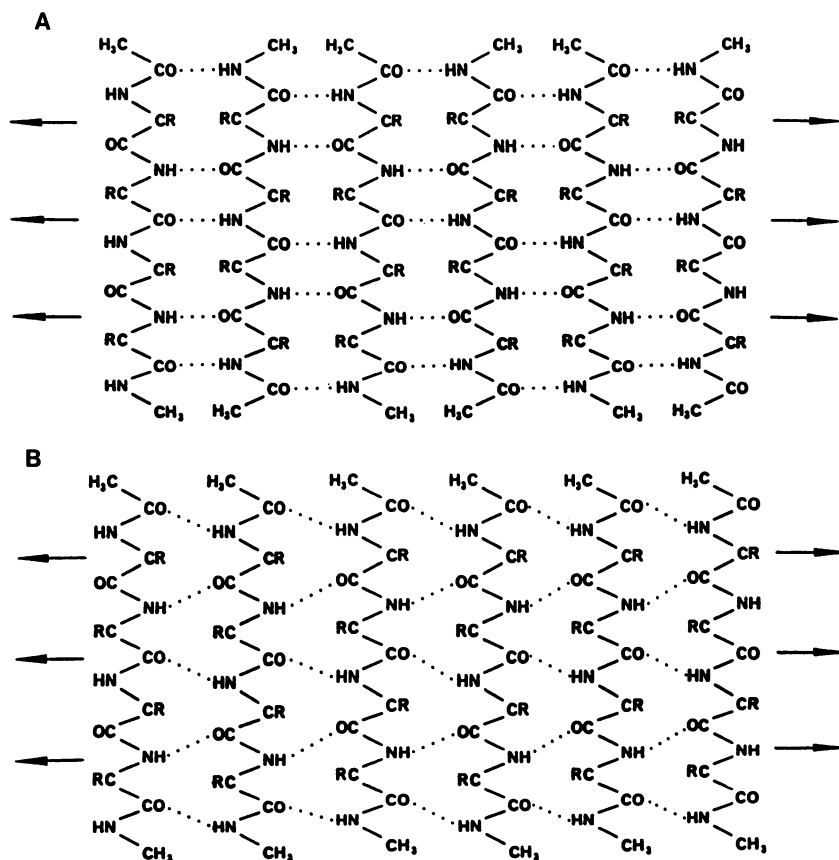 A
H₃C CH₃ H₃C CH₃ H₃C CH₃
CO·····HN CO·····HN CO·····HN
HN CO·····HN CO·····HN CO
CR RC CR RC CR RC
OC NH·····OC NH·····OC NH
NH·····OC NH·····OC NH·····OC
RC CR RC CR RC CR
CO·····HN CO·····HN CO·····HN
HN CO·····HN CO·····HN CO
CR RC CR RC CR RC
OC NH·····OC NH·····OC NH
NH·····OC NH·····OC NH·····OC
RC CR RC CR RC CR
CO·····HN CO·····HN CO·····HN
HN CO·····HN CO·····HN CO
CH₃ H₃C CH₃ H₃C CH₃ H₃C
B
H₃C H₃C H₃C H₃C H₃C H₃C
CO CO CO CO CO CO
HN HN HN HN HN HN
CR CR CR CR CR CR
OC OC OC OC OC OC
NH NH NH NH NH NH
RC RC RC RC RC RC
CO CO CO CO CO CO
HN HN HN HN HN HN
CR CR CR CR CR CR
OC OC OC OC OC OC
NH NH NH NH NH NH
RC RC RC RC RC RC
CO CO CO CO CO CO
HN HN HN HN HN HN
CH₃ CH₃ CH₃ CH₃ CH₃ CH₃